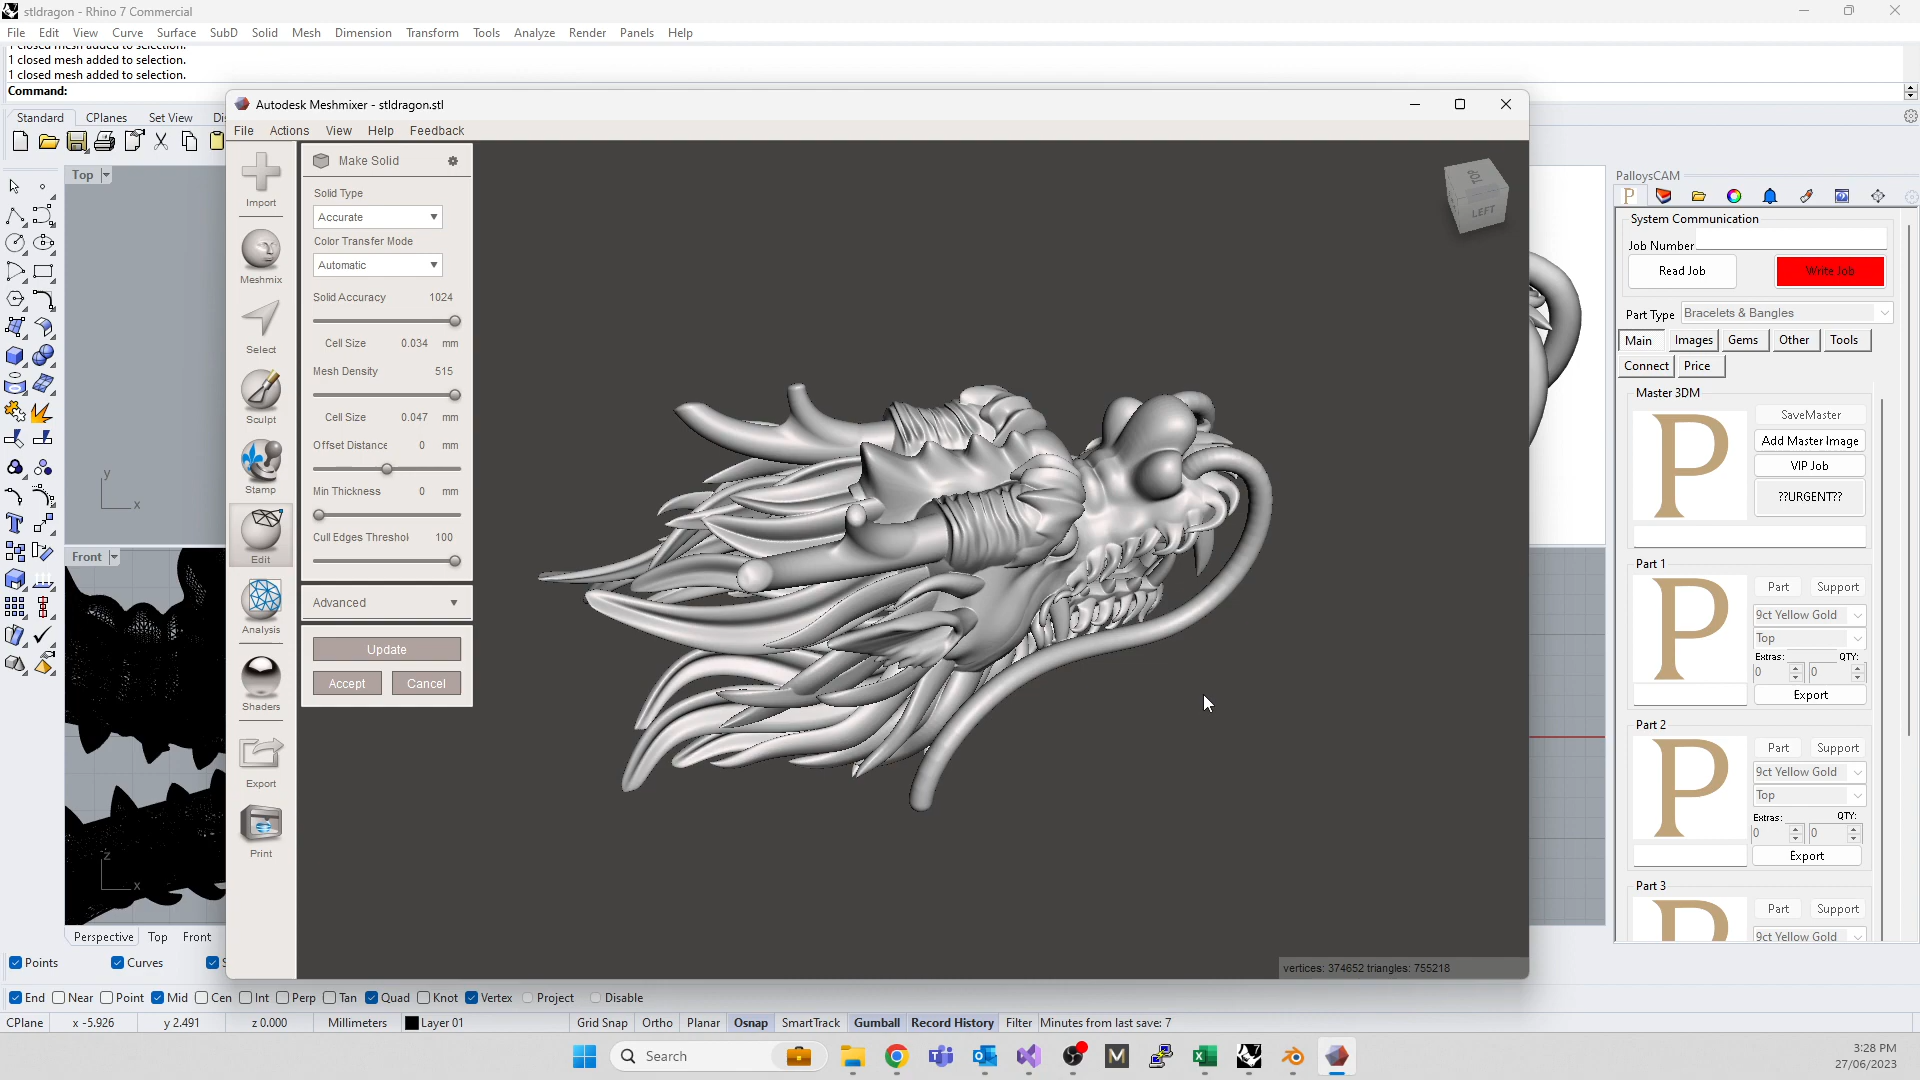 stldragon - Rhino 7 Commercial
File Edit View Curve Surface SubD Solid Mesh Dimension Transform Tools Analyze Render Panels Help
1 closed mesh added to selection.
1 closed mesh added to selection.
1 closed mesh added to selection.
Command:
Standard CPlanes Set View
Autodesk Meshmixer - stldragon.stl
File Actions View Help Feedback
Top
Front
y
x
z
x
Perspective Top Front
Import
Meshmix
Select
Sculpt
Stamp
Edit
Analysis
Shaders
Export
Print
Make Solid
Solid Type
Accurate
Color Transfer Mode
Automatic
Solid Accuracy 1024
Cell Size 0.034 mm
Mesh Density 515
Cell Size 0.047 mm
Offset Distance 0 mm
Min Thickness 0 mm
Cull Edges Threshol 100
Advanced
Update
Accept Cancel
TOP
LEFT
vertices: 374652 triangles: 755218
PalloysCAM
P
System Communication
Job Number
Read Job Write Job
Part Type Bracelets & Bangles
Main Images Gems Other Tools
Connect Price
Master 3DM
P
SaveMaster
Add Master Image
VIP Job
??URGENT??
Part 1
P
Part Support
9ct Yellow Gold
Top
Extras: QTY:
0 0
Export
Part 2
P
Part Support
9ct Yellow Gold
Top
Extras: QTY:
0 0
Export
Part 3
Part Support
9ct Yellow Gold
Points Curves
End Near Point Mid Cen Int Perp Tan Quad Knot Vertex Project Disable
CPlane x -5.926 y 2.491 z 0.000 Millimeters Layer 01 Grid Snap Ortho Planar Osnap SmartTrack Gumball Record History Filter Minutes from last save: 7
Search
M
3:28 PM
27/06/2023